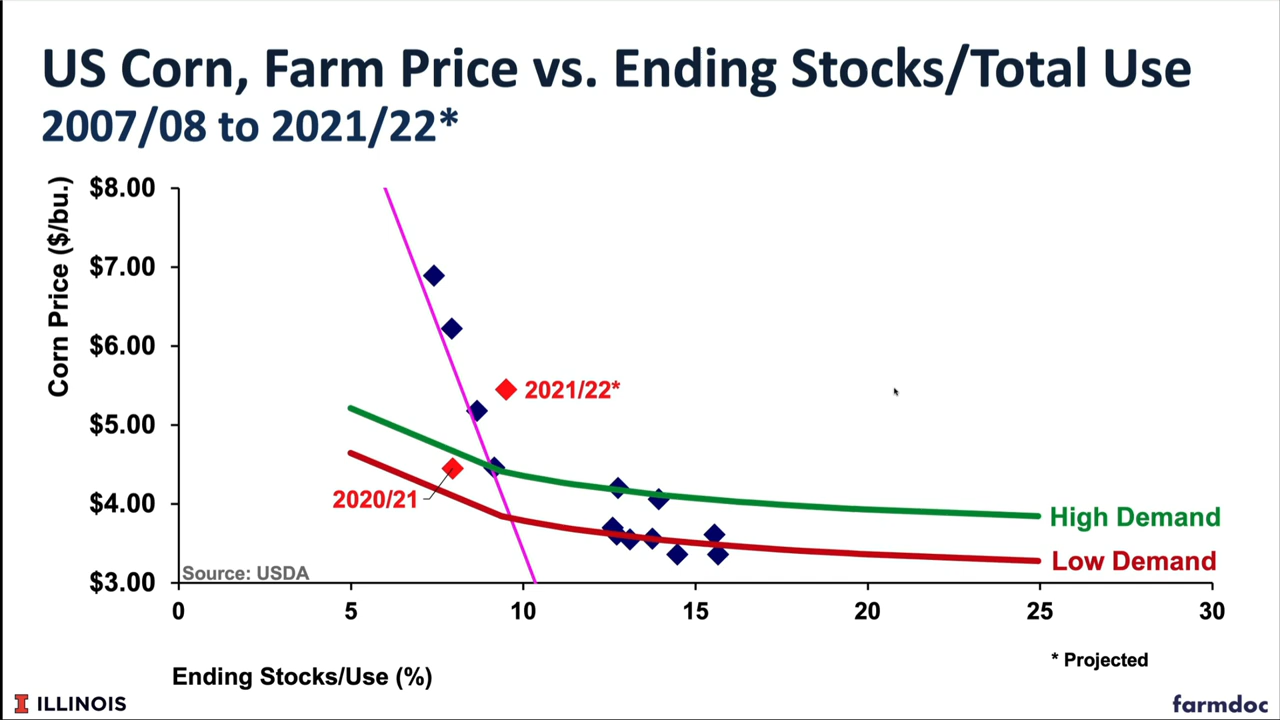 US Corn, Farm Price vs. Ending Stocks/Total Use
2007/08 to 2021/22*
Corn Price ($/bu.)
$8.00
$7.00
$6.00
$5.00
$4.00
$3.00
2021/22*
2020/21
High Demand
Low Demand
Source: USDA
0 5 10 15 20 25 30
* Projected
Ending Stocks/Use (%)
I ILLINOIS
farmdoc